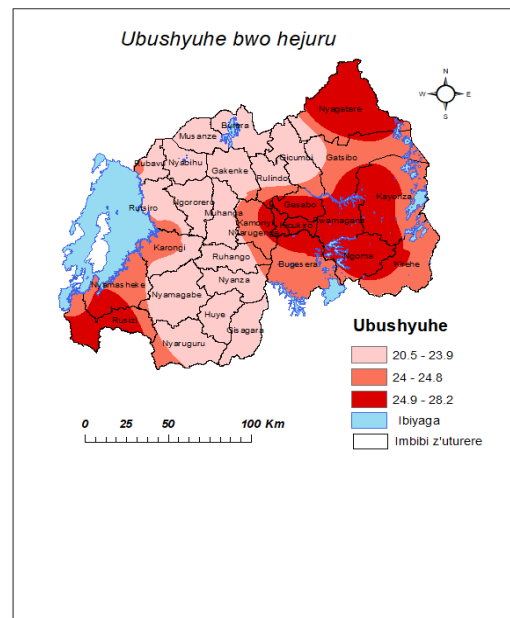 Ubushyuhe bwo hejuru
N
W E
S
Nyagatare
Burera
Musanze
Gicumbi
Gatsibo
Rubavu
Nyabihu
Gakenke
Rulindo
Kayonza
Ngororero
Rutsiro
Gasabo
Muhanga
Rwamagana
Kamonyi
Kicukiro
Nyarugenge
Karongi
Ruhango
Ngoma
Bugesera
Kirehe
Nyanza
Nyamasheke
Nyamagabe
Huye
Rusizi
Gisagara
Nyaruguru
Ubushyuhe
20.5 - 23.9
24 - 24.8
24.9 - 28.2
Ibiyaga
Imbibi z'uturere
0 25 50 100 Km